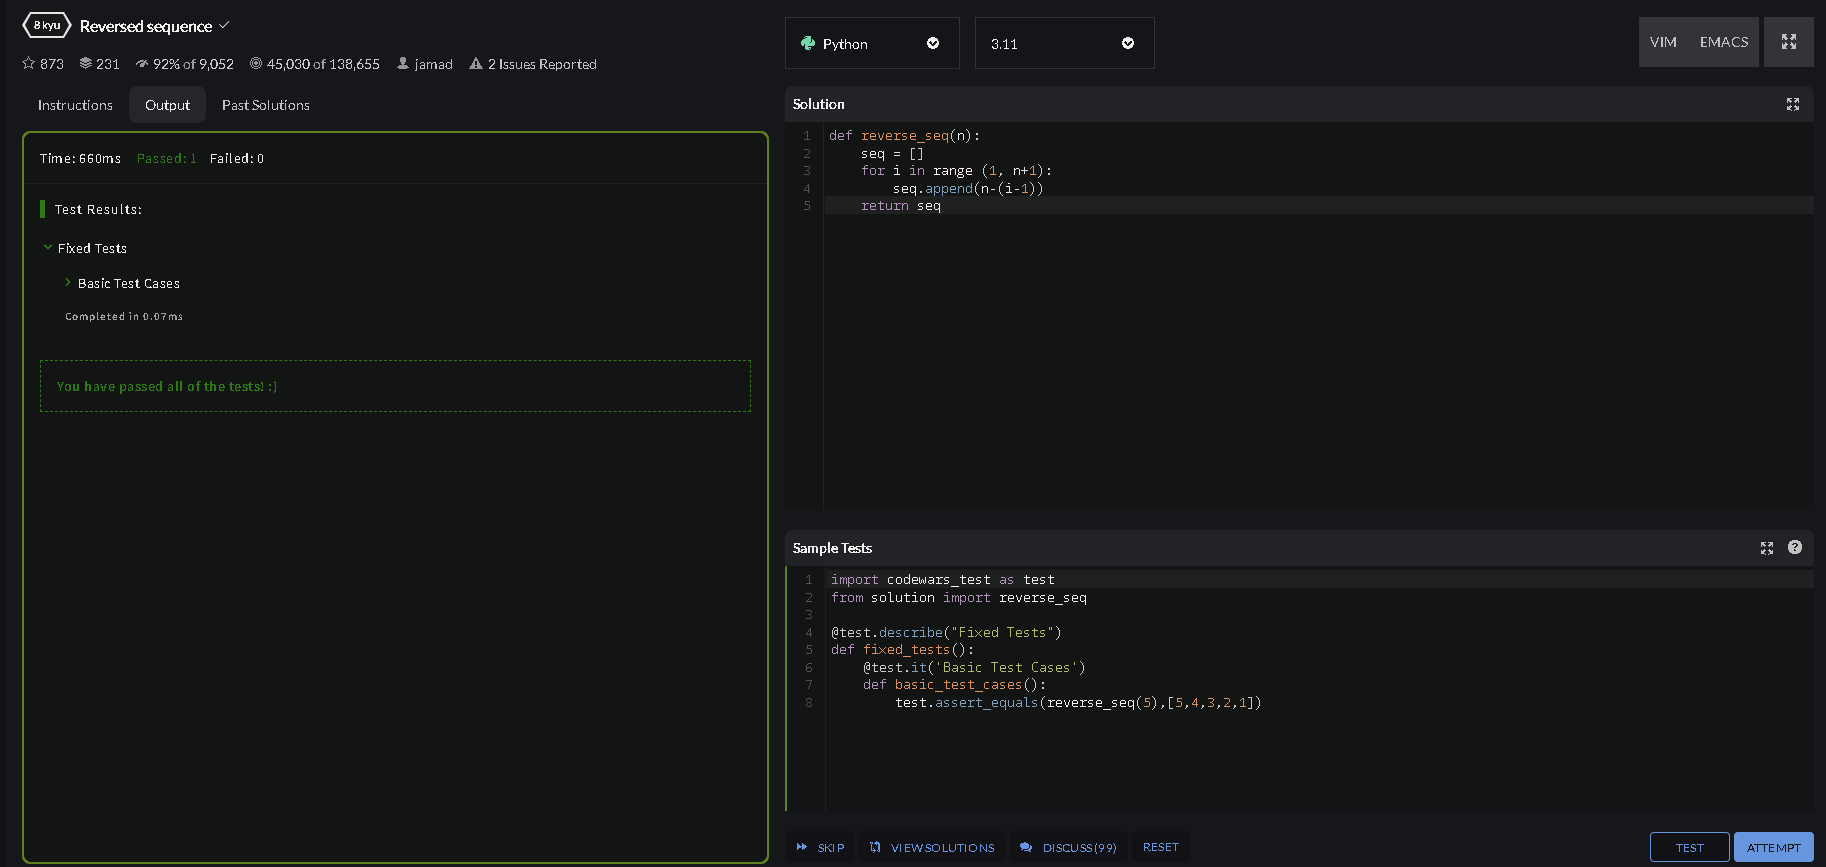 8 kyu Reversed sequence
873 231 92% of 9,052 45,030 of 138,655 jamad 2 Issues Reported
Instructions Output Past Solutions
Time: 660ms Passed: 1 Failed: 0
Test Results:
Fixed Tests
Basic Test Cases
Completed in 0.07ms
You have passed all of the tests! :)
Python 3.11 VIM EMACS
Solution
1 def reverse_seq(n):
2     seq = []
3     for i in range (1, n+1):
4         seq.append(n-(i-1))
5     return seq
Sample Tests
1 import codewars_test as test
2 from solution import reverse_seq
3
4 @test.describe("Fixed Tests")
5 def fixed_tests():
6     @test.it('Basic Test Cases')
7     def basic_test_cases():
8         test.assert_equals(reverse_seq(5),[5,4,3,2,1])
SKIP VIEW SOLUTIONS DISCUSS (99) RESET TEST ATTEMPT